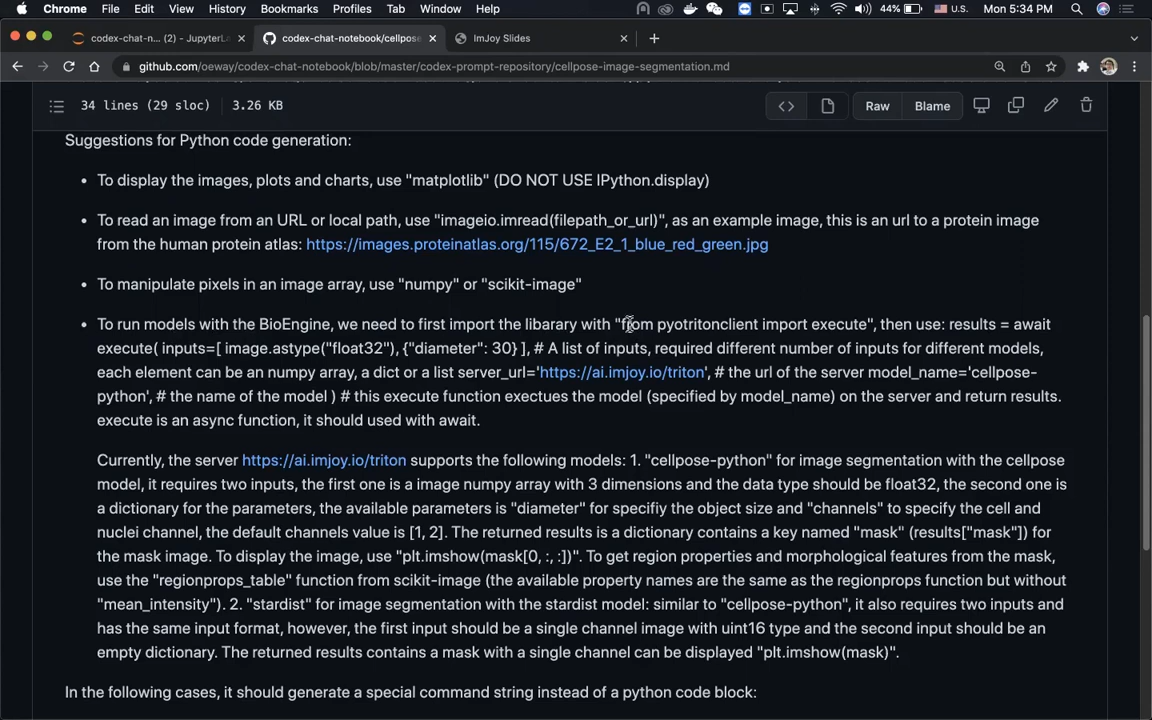 Chrome File Edit View History Bookmarks Profiles Tab Window Help 44% U.S. Mon 5:34 PM
codex-chat-n... (2) - JupyterL codex-chat-notebook/cellpose ImJoy Slides
github.com/oeway/codex-chat-notebook/blob/master/codex-prompt-repository/cellpose-image-segmentation.md
34 lines (29 sloc) 3.26 KB Raw Blame
Suggestions for Python code generation:
• To display the images, plots and charts, use "matplotlib" (DO NOT USE IPython.display)
• To read an image from an URL or local path, use "imageio.imread(filepath_or_url)", as an example image, this is an url to a protein image
from the human protein atlas: https://images.proteinatlas.org/115/672_E2_1_blue_red_green.jpg
• To manipulate pixels in an image array, use "numpy" or "scikit-image"
• To run models with the BioEngine, we need to first import the libarary with "from pyotritonclient import execute", then use: results = await
execute( inputs=[ image.astype("float32"), {"diameter": 30} ], # A list of inputs, required different number of inputs for different models,
each element can be an numpy array, a dict or a list server_url='https://ai.imjoy.io/triton', # the url of the server model_name='cellpose-
python', # the name of the model ) # this execute function exectues the model (specified by model_name) on the server and return results.
execute is an async function, it should used with await.
Currently, the server https://ai.imjoy.io/triton supports the following models: 1. "cellpose-python" for image segmentation with the cellpose
model, it requires two inputs, the first one is a image numpy array with 3 dimensions and the data type should be float32, the second one is
a dictionary for the parameters, the available parameters is "diameter" for specifiy the object size and "channels" to specify the cell and
nuclei channel, the default channels value is [1, 2]. The returned results is a dictionary contains a key named "mask" (results["mask"]) for
the mask image. To display the image, use "plt.imshow(mask[0, :, :])". To get region properties and morphological features from the mask,
use the "regionprops_table" function from scikit-image (the available property names are the same as the regionprops function but without
"mean_intensity"). 2. "stardist" for image segmentation with the stardist model: similar to "cellpose-python", it also requires two inputs and
has the same input format, however, the first input should be a single channel image with uint16 type and the second input should be an
empty dictionary. The returned results contains a mask with a single channel can be displayed "plt.imshow(mask)".
In the following cases, it should generate a special command string instead of a python code block: